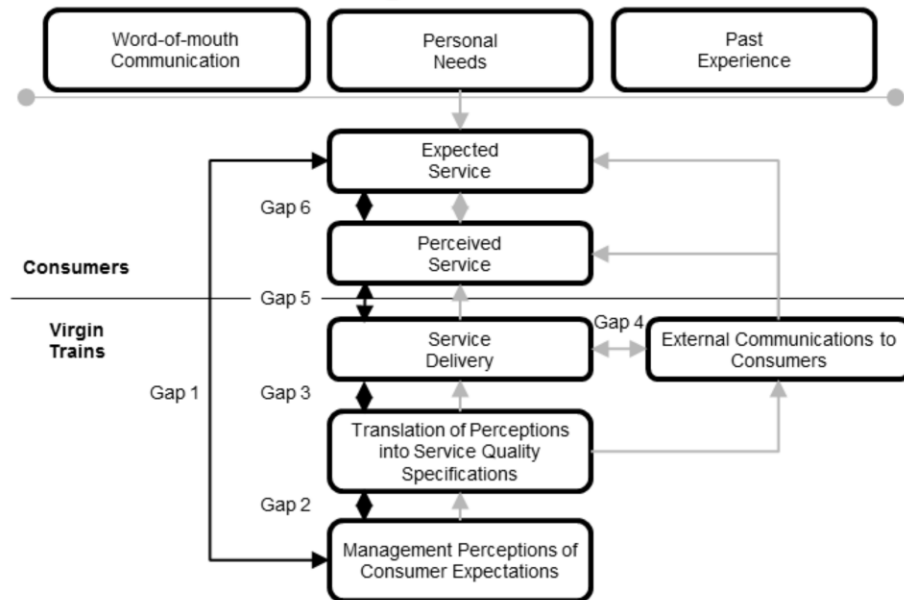 Word-of-mouth
Communication
Personal
Needs
Past
Experience
Expected
Service
Gap 6
Perceived
Service
Consumers
Gap 5
Virgin
Trains
Service
Delivery
Gap 4
External Communications to
Consumers
Gap 1
Gap 3
Translation of Perceptions
into Service Quality
Specifications
Gap 2
Management Perceptions of
Consumer Expectations